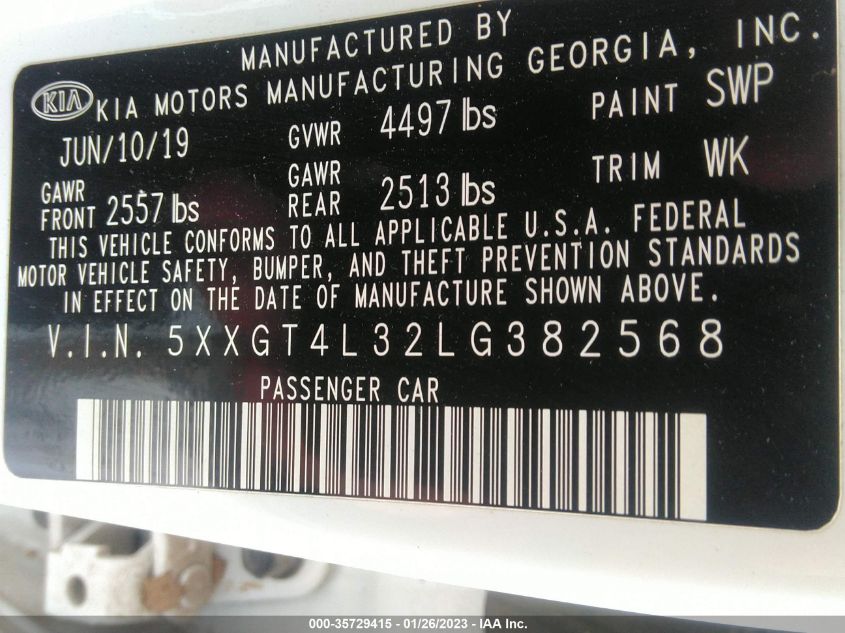 MANUFACTURED BY
KIA KIA MOTORS MANUFACTURING GEORGIA, INC.
JUN/10/19 GVWR 4497 lbs PAINT SWP
GAWR FRONT 2557 lbs GAWR REAR 2513 lbs TRIM WK
THIS VEHICLE CONFORMS TO ALL APPLICABLE U.S.A. FEDERAL
MOTOR VEHICLE SAFETY, BUMPER, AND THEFT PREVENTION STANDARDS
IN EFFECT ON THE DATE OF MANUFACTURE SHOWN ABOVE.
V.I.N. 5XXGT4L32LG382568
PASSENGER CAR
000-35729415 - 01/26/2023 - IAA Inc.